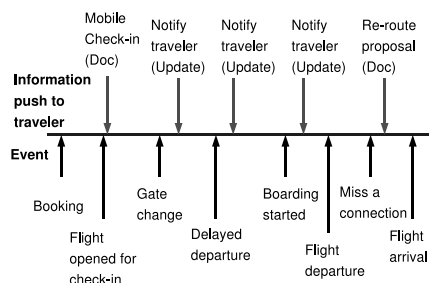 Mobile
Check-in
(Doc)
Notify
traveler
(Update)
Notify
traveler
(Update)
Notify
traveler
(Update)
Re-route
proposal
(Doc)
Information
push to
traveler
Event
Booking
Flight
opened for
check-in
Gate
change
Delayed
departure
Boarding
started
Flight
departure
Miss a
connection
Flight
arrival